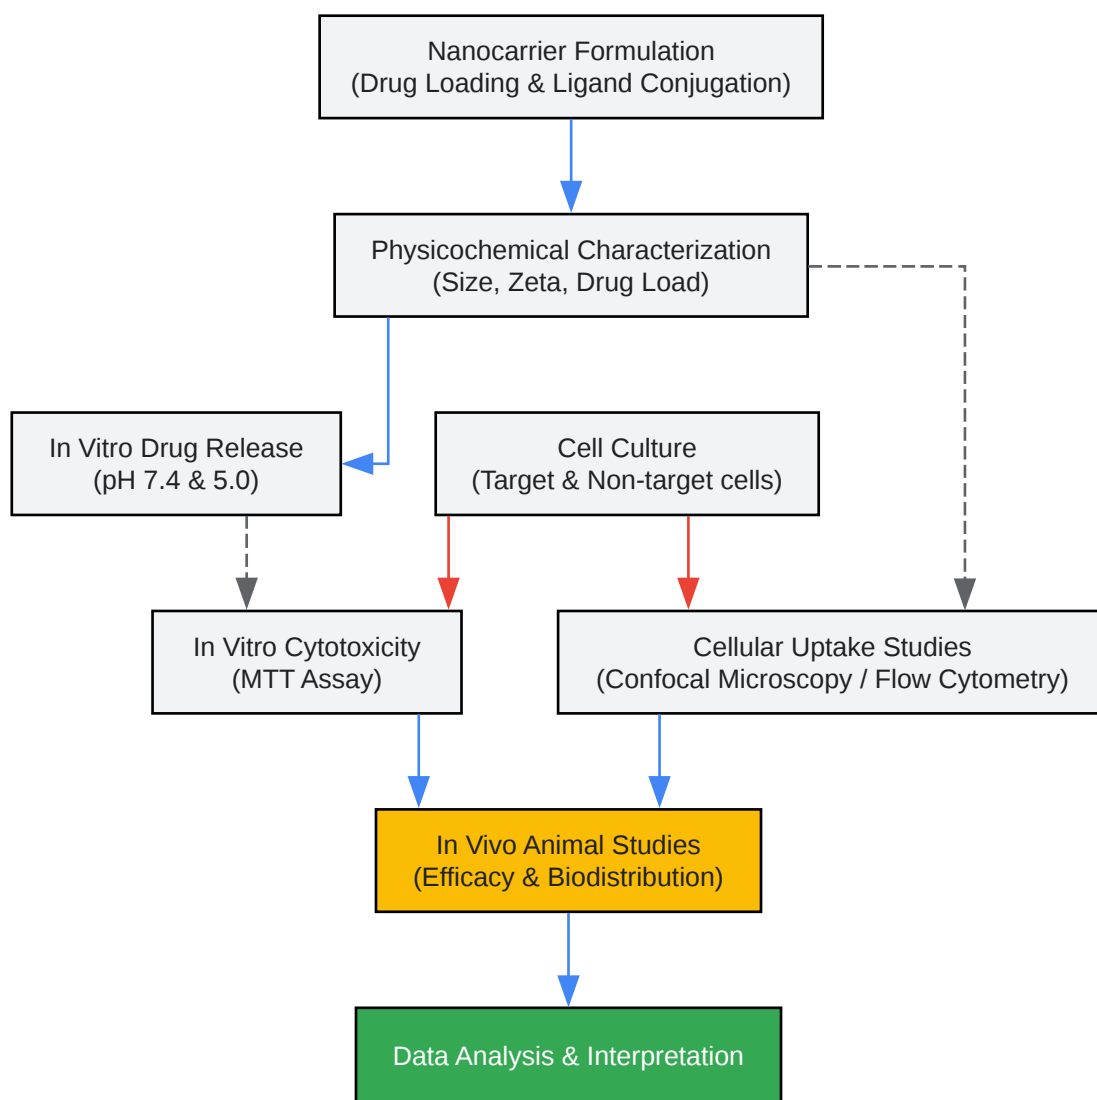 Nanocarrier Formulation
(Drug Loading & Ligand Conjugation)
Physicochemical Characterization
(Size, Zeta, Drug Load)
In Vitro Drug Release
(pH 7.4 & 5.0)
Cell Culture
(Target & Non-target cells)
In Vitro Cytotoxicity
(MTT Assay)
Cellular Uptake Studies
(Confocal Microscopy / Flow Cytometry)
In Vivo Animal Studies
(Efficacy & Biodistribution)
Data Analysis & Interpretation